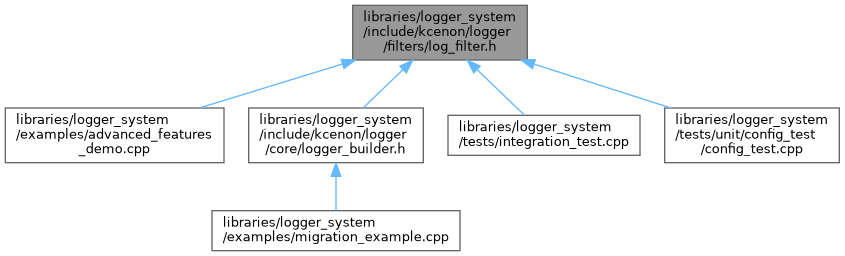 libraries/logger_system
/include/kcenon/logger
/filters/log_filter.h
libraries/logger_system
/examples/advanced_features
_demo.cpp
libraries/logger_system
/include/kcenon/logger
/core/logger_builder.h
libraries/logger_system
/tests/integration_test.cpp
libraries/logger_system
/tests/unit/config_test
/config_test.cpp
libraries/logger_system
/examples/migration_example.cpp